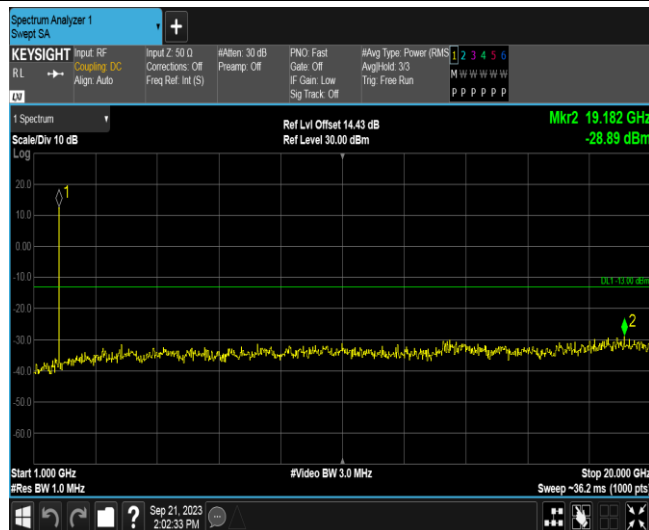 Spectrum Analyzer 1
Swept SA
+
KEYSIGHT
RL
LXI
Input: RF
Coupling: DC
Align: Auto
Input Z: 50 Ω
Corrections: Off
Freq Ref: Int (S)
#Atten: 30 dB
Preamp: Off
PNO: Fast
Gate: Off
IF Gain: Low
Sig Track: Off
#Avg Type: Power (RMS
Avg|Hold: 3/3
Trig: Free Run
1 2 3 4 5 6
M W W W W W
P P P P P P
1 Spectrum
Scale/Div 10 dB
Log
Ref Lvl Offset 14.43 dB
Ref Level 30.00 dBm
Mkr2 19.182 GHz
-28.89 dBm
20.0
10.0
0.00
-10.0
-20.0
-30.0
-40.0
-50.0
-60.0
1
DL1 -13.00 dBm
2
Start 1.000 GHz
#Res BW 1.0 MHz
#Video BW 3.0 MHz
Stop 20.000 GHz
Sweep ~36.2 ms (1000 pts)
?
Sep 21, 2023
2:02:33 PM